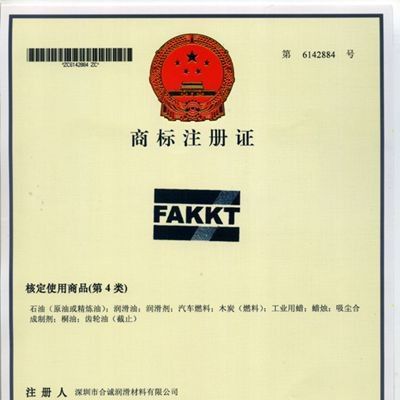 第 6142884 号
*ZC6142884 ZC*
商标注册证
FAKKT
核定使用商品(第 4 类)
石油（原油或精炼油）；润滑油；润滑剂；汽车燃料；木炭（燃料）；工业用蜡；蜡烛；吸尘合
成制剂；桐油；齿轮油（截止）
注 册 人 深圳市合诚润滑材料有限公司